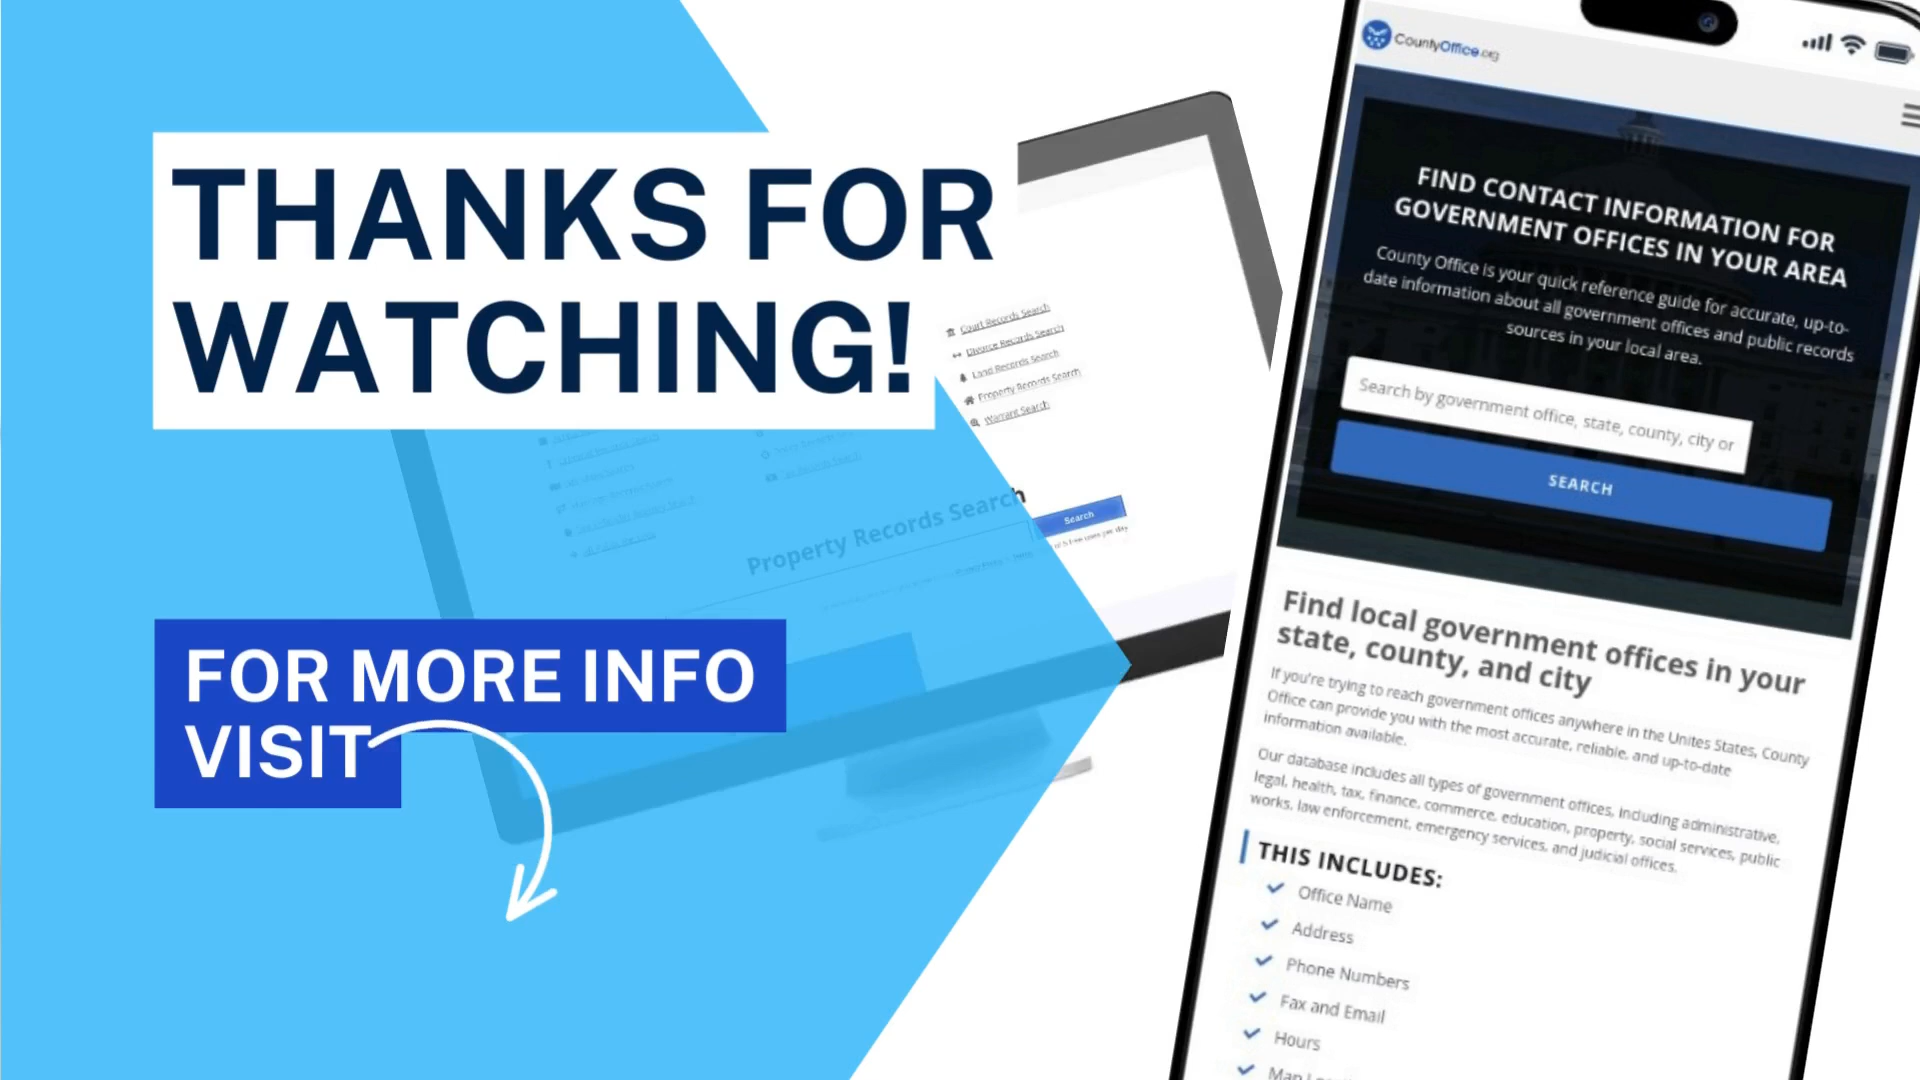 THANKS FOR
WATCHING!
FOR MORE INFO
VISIT
Court Records Search
Divorce Records Search
Land Records Search
Property Records Search
Warrant Search
Property Records Search
Search
of 5 free uses per day
CountyOffice.org
FIND CONTACT INFORMATION FOR
GOVERNMENT OFFICES IN YOUR AREA
County Office is your quick reference guide for accurate, up-to-
date information about all government offices and public records
sources in your local area.
Search by government office, state, county, city or
SEARCH
Find local government offices in your
state, county, and city
If you're trying to reach government offices anywhere in the Unites States, County
Office can provide you with the most accurate, reliable, and up-to-date
information available.
Our database includes all types of government offices, including administrative,
legal, health, tax, finance, commerce, education, property, social services, public
works, law enforcement, emergency services, and judicial offices.
THIS INCLUDES:
Office Name
Address
Phone Numbers
Fax and Email
Hours
Map